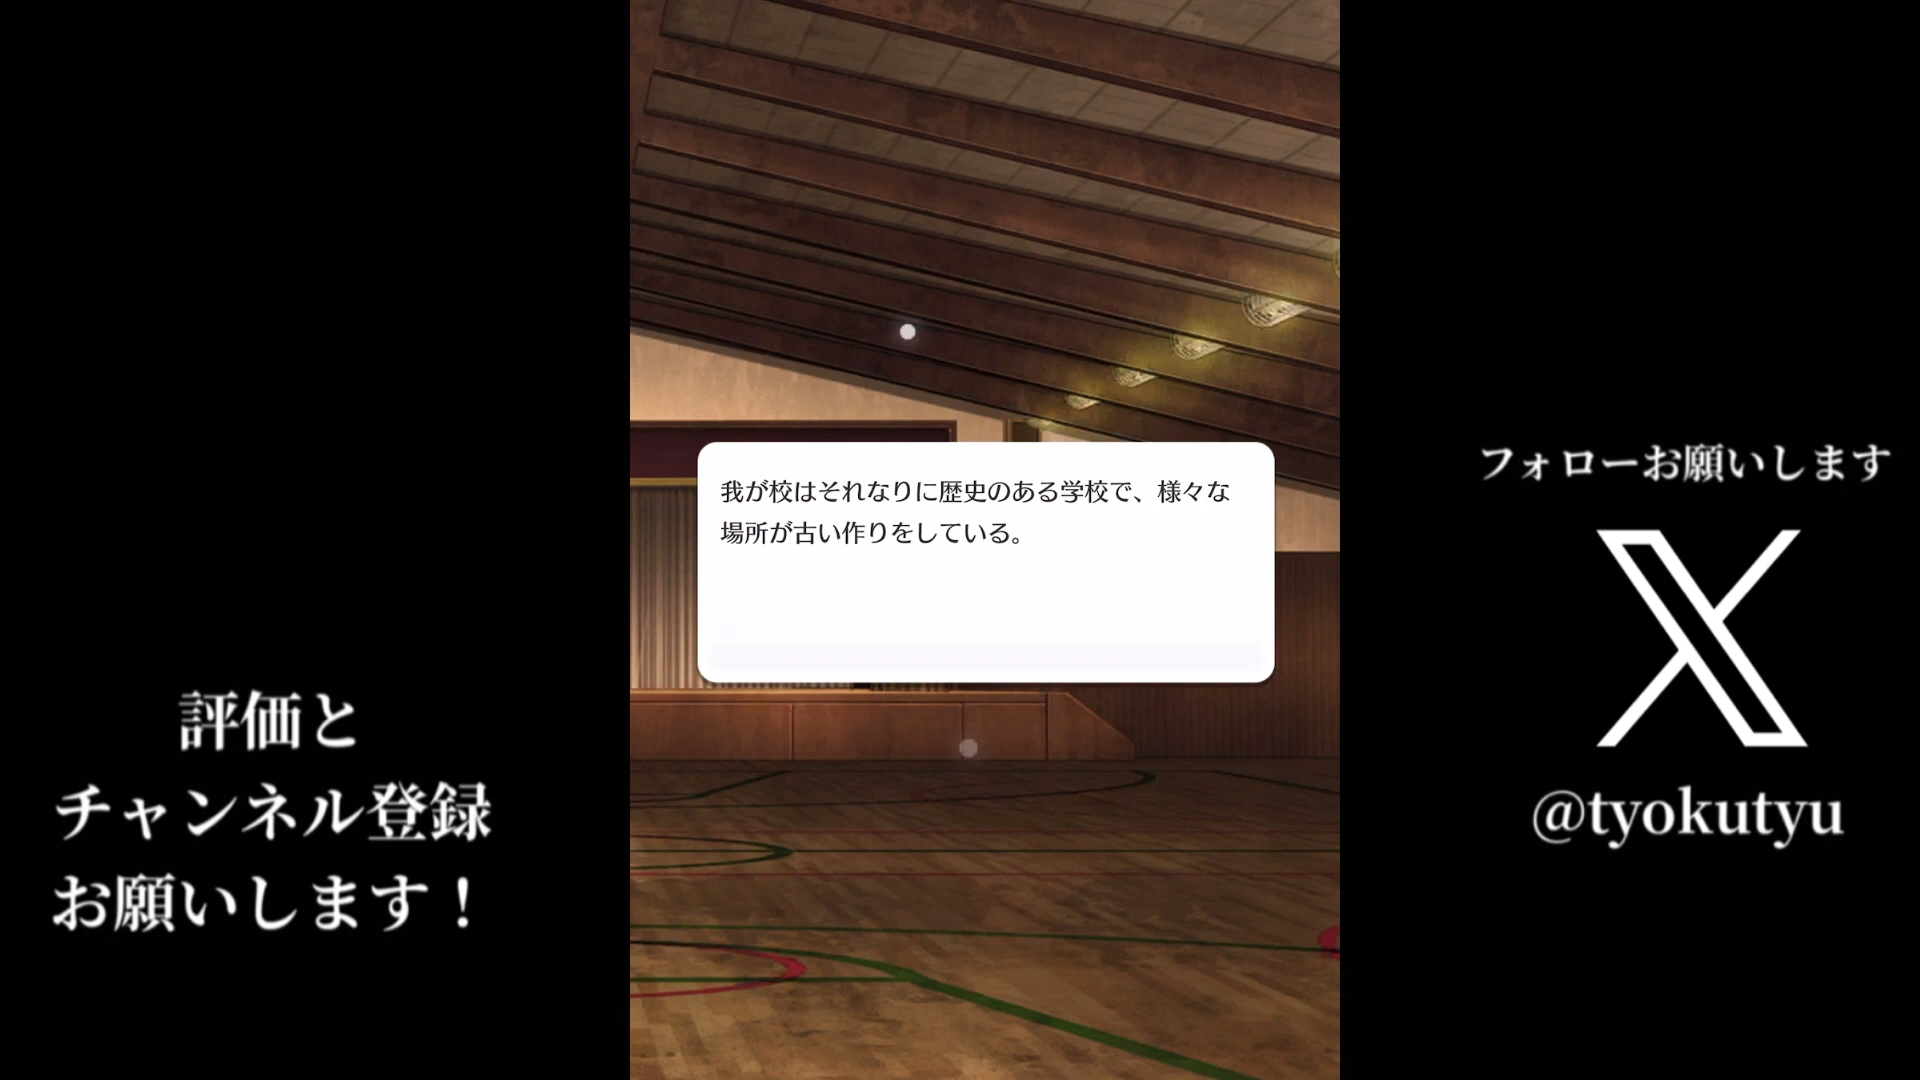 我が校はそれなりに歴史のある学校で、様々な
場所が古い作りをしている。
評価と
チャンネル登録
お願いします！
フォローお願いします
@tyokutyu